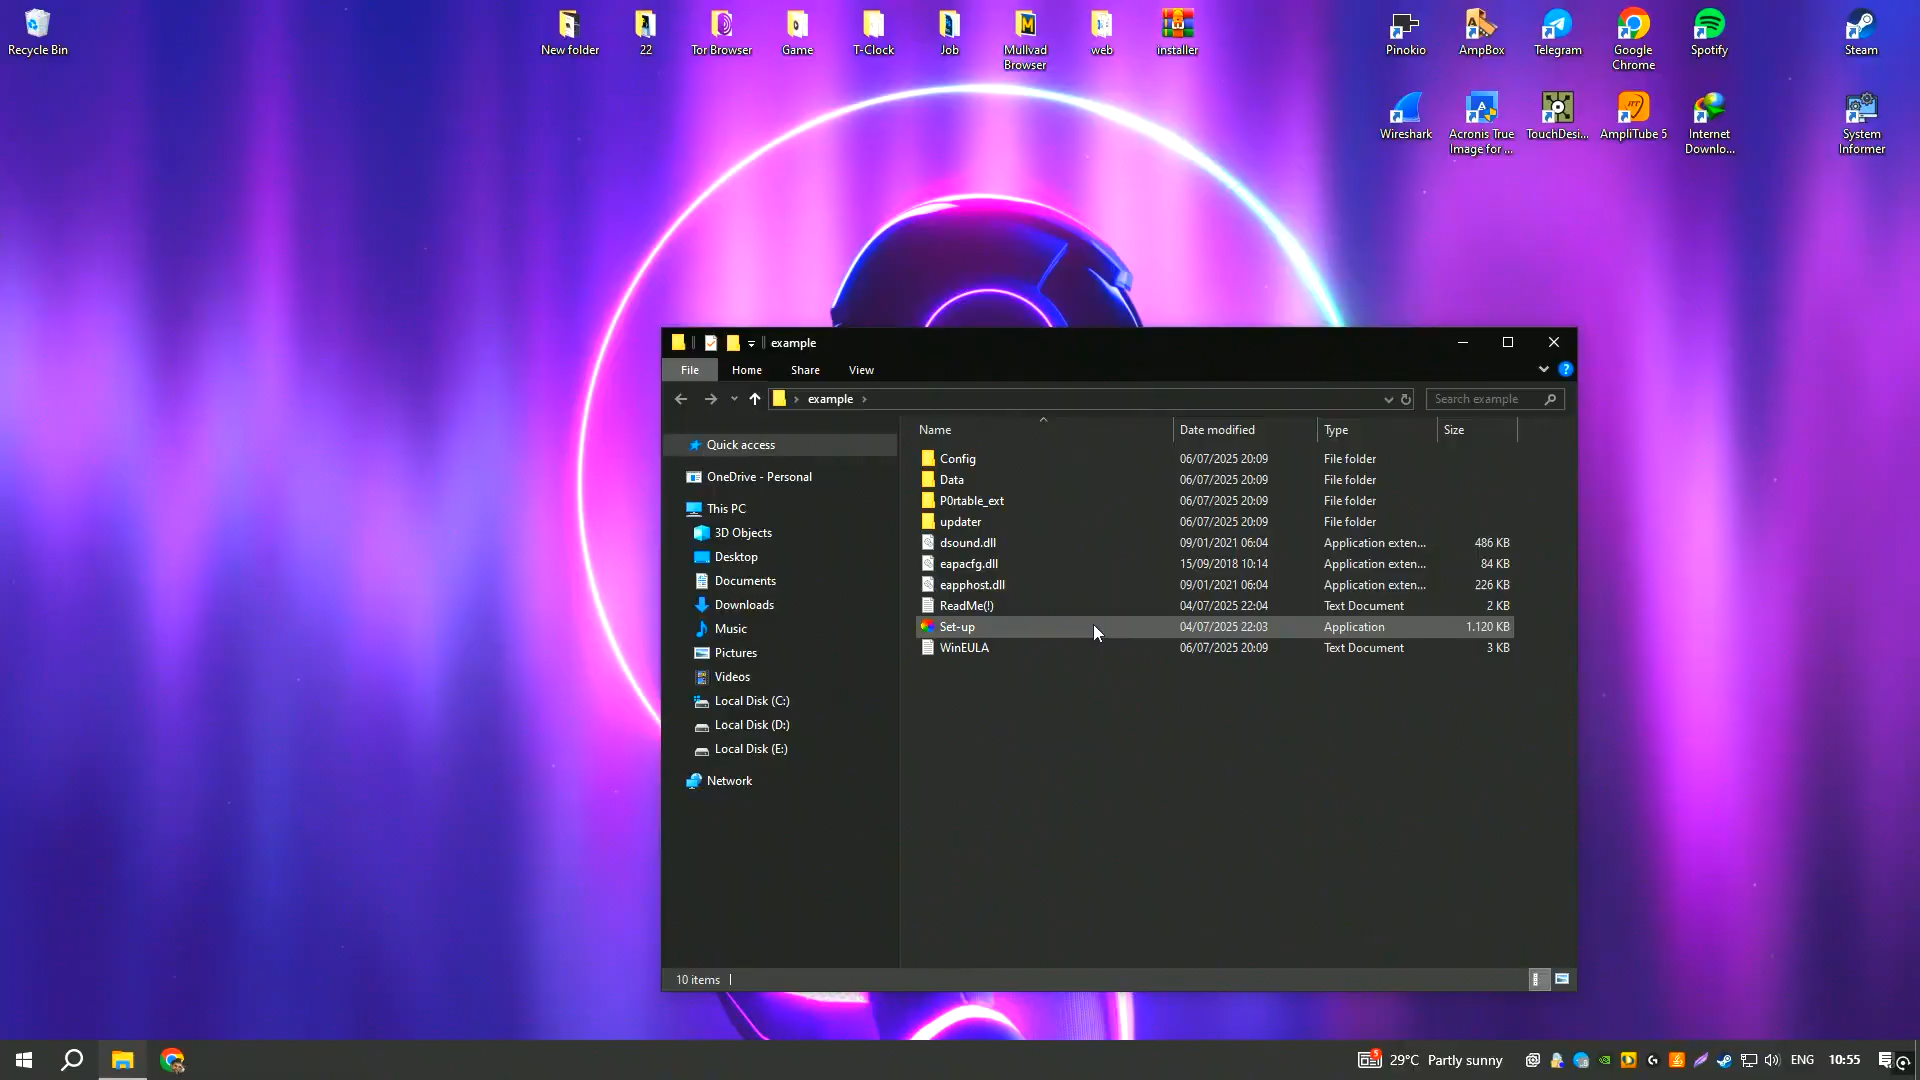 Recycle Bin
New folder
22
Tor Browser
Game
T-Clock
Job
Mullvad
Browser
web
installer
Pinokio
AmpBox
Telegram
Google
Chrome
Spotify
Steam
Wireshark
Acronis True
Image for ...
TouchDesi...
AmpliTube 5
Internet
Downlo...
System
Informer
example
File
Home
Share
View
example
Search example
Name
Date modified
Type
Size
Quick access
OneDrive - Personal
This PC
3D Objects
Desktop
Documents
Downloads
Music
Pictures
Videos
Local Disk (C:)
Local Disk (D:)
Local Disk (E:)
Network
Config 06/07/2025 20:09 File folder
Data 06/07/2025 20:09 File folder
P0rtable_ext 06/07/2025 20:09 File folder
updater 06/07/2025 20:09 File folder
dsound.dll 09/01/2021 06:04 Application exten... 486 KB
eapacfg.dll 15/09/2018 10:14 Application exten... 84 KB
eapphost.dll 09/01/2021 06:04 Application exten... 226 KB
ReadMe(!) 04/07/2025 22:04 Text Document 2 KB
Set-up 04/07/2025 22:03 Application 1.120 KB
WinEULA 06/07/2025 20:09 Text Document 3 KB
10 items
29°C Partly sunny
ENG
10:55